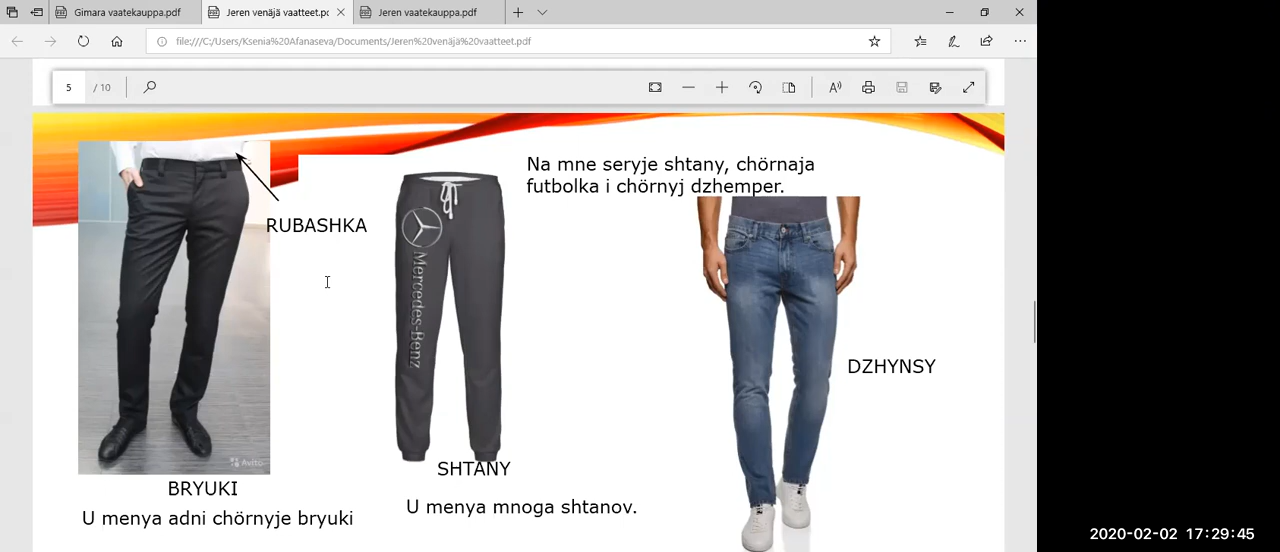 Gimara vaatekauppa.pdf
Jeren venäjä vaatteet.pd
Jeren vaatekauppa.pdf
file:///C:/Users/Ksenia%20Afanaseva/Documents/Jeren%20venäjä%20vaatteet.pdf
5 / 10
Na mne seryje shtany, chörnaja
futbolka i chörnyj dzhemper.
RUBASHKA
Mercedes-Benz
DZHYNSY
Avito
SHTANY
BRYUKI
U menya mnoga shtanov.
U menya adni chörnyje bryuki
2020-02-02 17:29:45